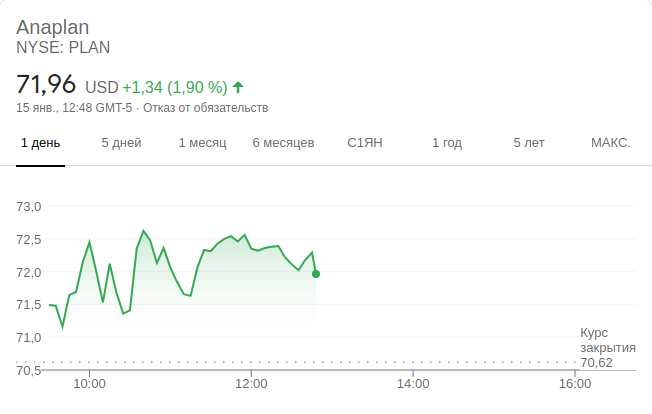 Anaplan
NYSE: PLAN
71,96 USD +1,34 (1,90 %)
15 янв., 12:48 GMT-5 · Отказ от обязательств
1 день 5 дней 1 месяц 6 месяцев С1ЯН 1 год 5 лет МАКС.
73,0
72,5
72,0
71,5
71,0
Курс
закрытия
70,62
70,5
10:00 12:00 14:00 16:00